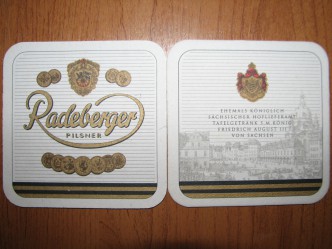 Radeberger
PILSNER
EHEMALS KÖNIGLICH
SÄCHSISCHER HOFLIEFERANT
TAFELGETRÄNK S.M. KÖNIG
FRIEDRICH AUGUST III.
VON SACHSEN